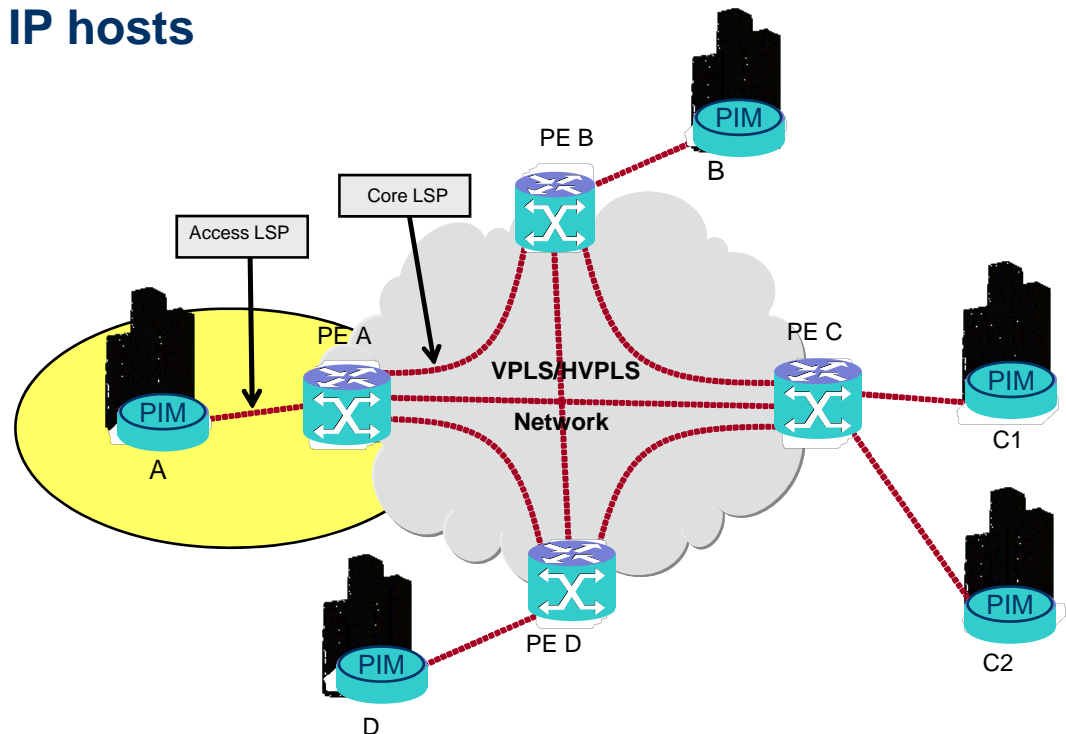 IP hosts
PIM
B
PE B
Core LSP
Access LSP
PE A
PE C
VPLS/HVPLS
Network
PIM
A
PIM
C1
PIM
C2
PE D
PIM
D